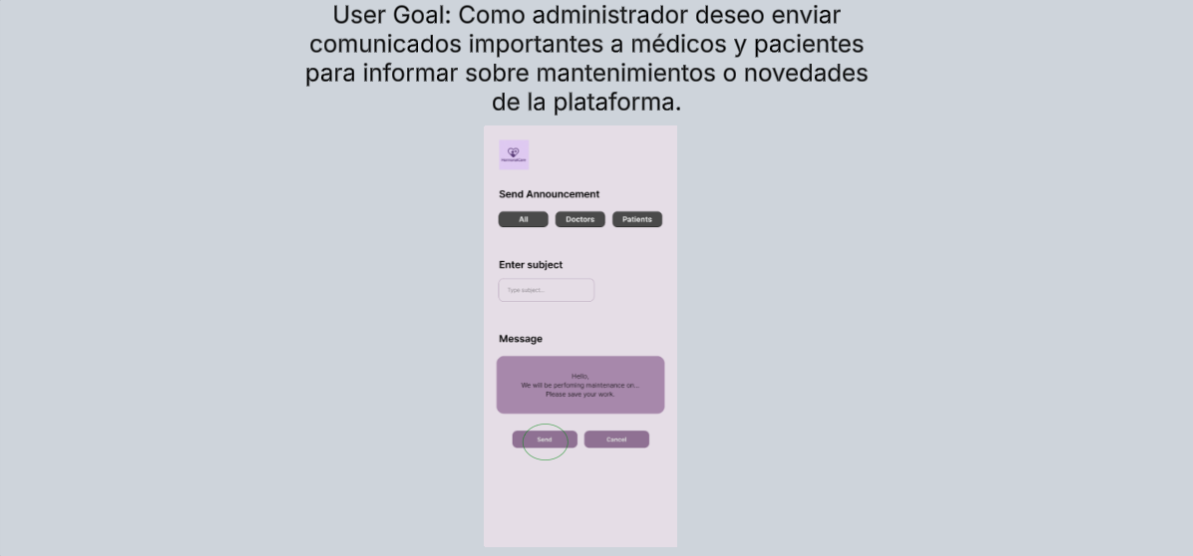 User Goal: Como administrador deseo enviar
comunicados importantes a médicos y pacientes
para informar sobre mantenimientos o novedades
de la plataforma.
Send Announcement
All
Doctors
Patients
Enter subject
Type subject...
Message
Hello,
We will be perfoming maintenance on...
Please save your work.
Send
Cancel